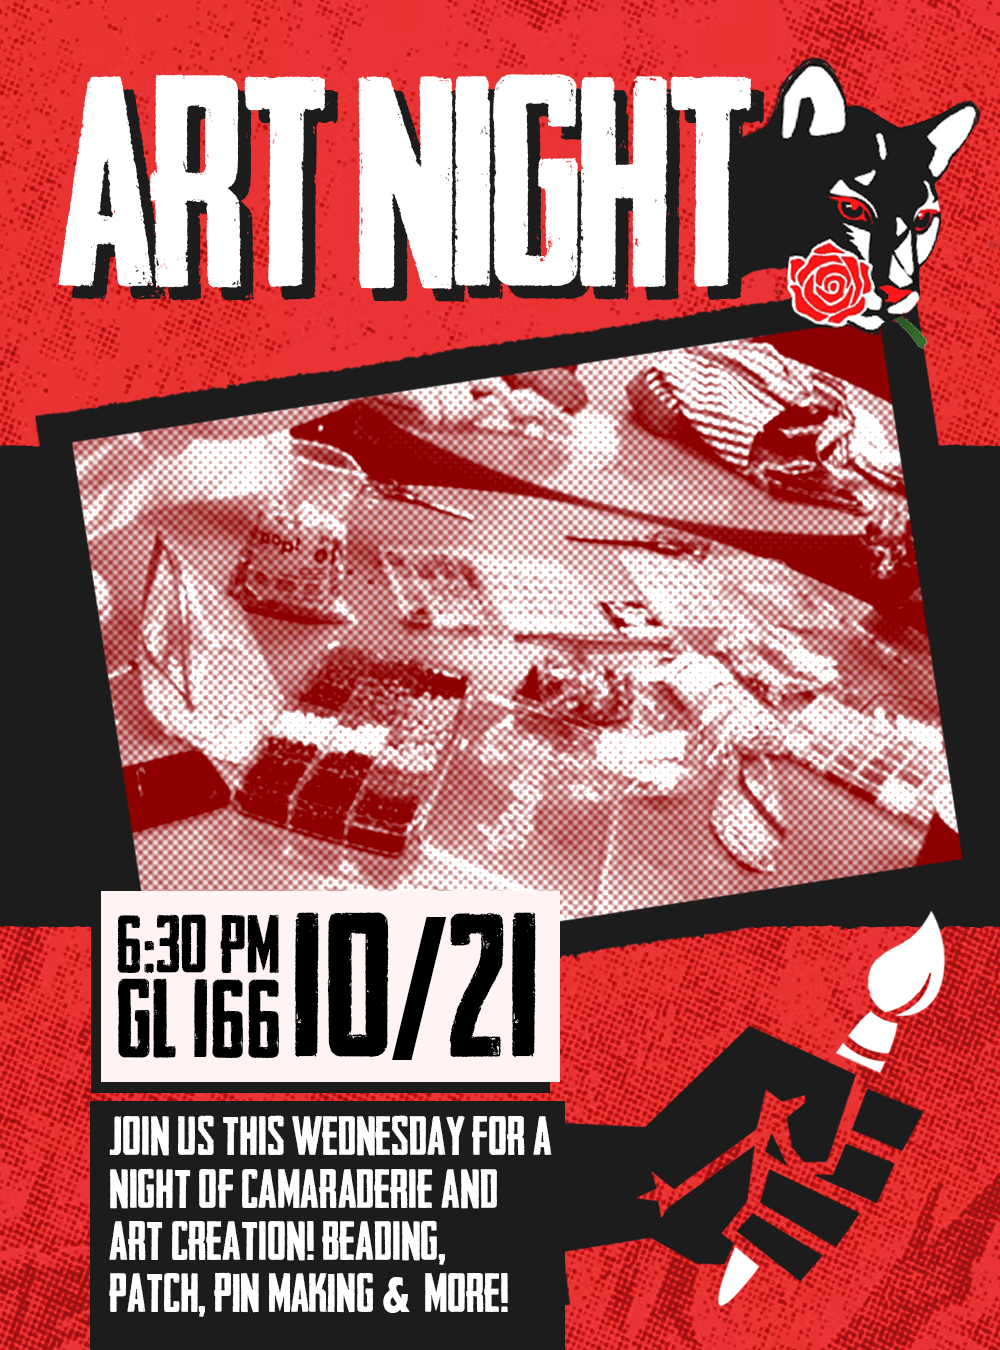 ART NIGHT
pop!
6:30 PM
GL 166
10/21
JOIN US THIS WEDNESDAY FOR A
NIGHT OF CAMARADERIE AND
ART CREATION! BEADING,
PATCH, PIN MAKING & MORE!